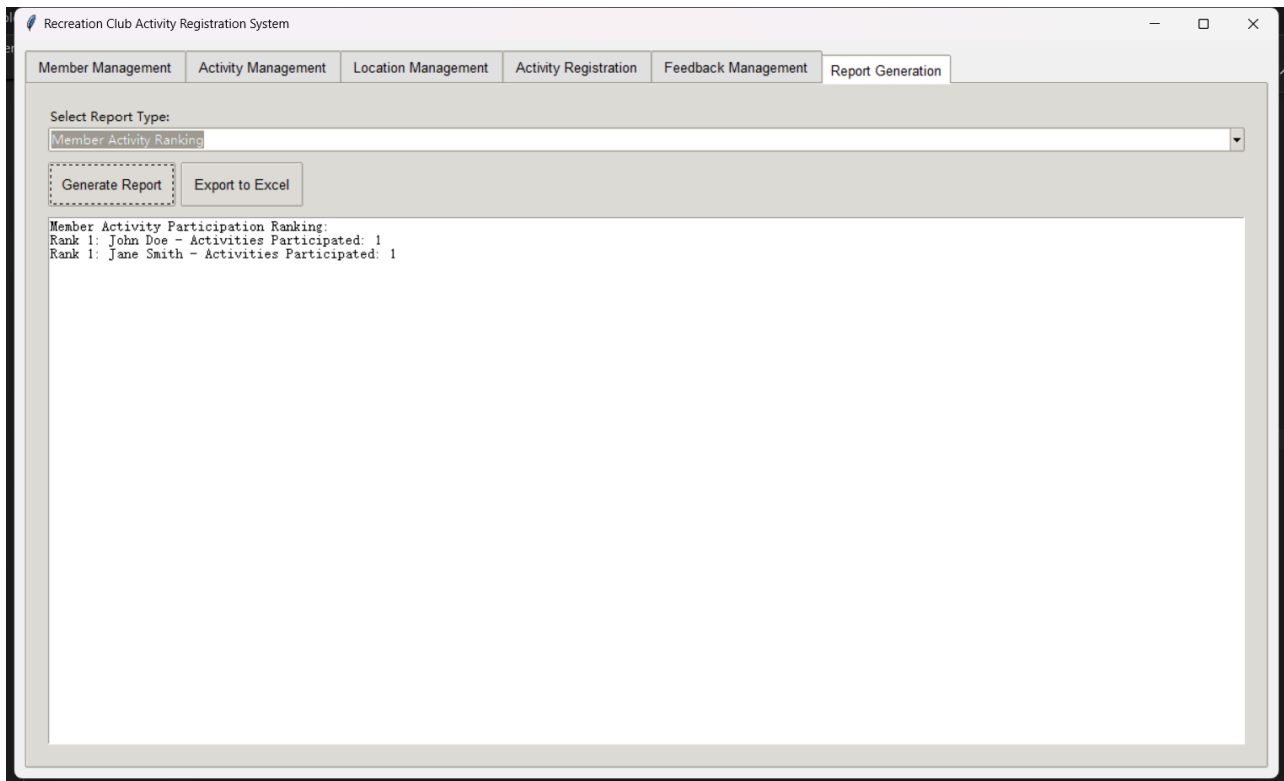 Recreation Club Activity Registration System
Member Management Activity Management Location Management Activity Registration Feedback Management Report Generation
Select Report Type:
Member Activity Ranking
Generate Report Export to Excel
Member Activity Participation Ranking:
Rank 1: John Doe - Activities Participated: 1
Rank 1: Jane Smith - Activities Participated: 1